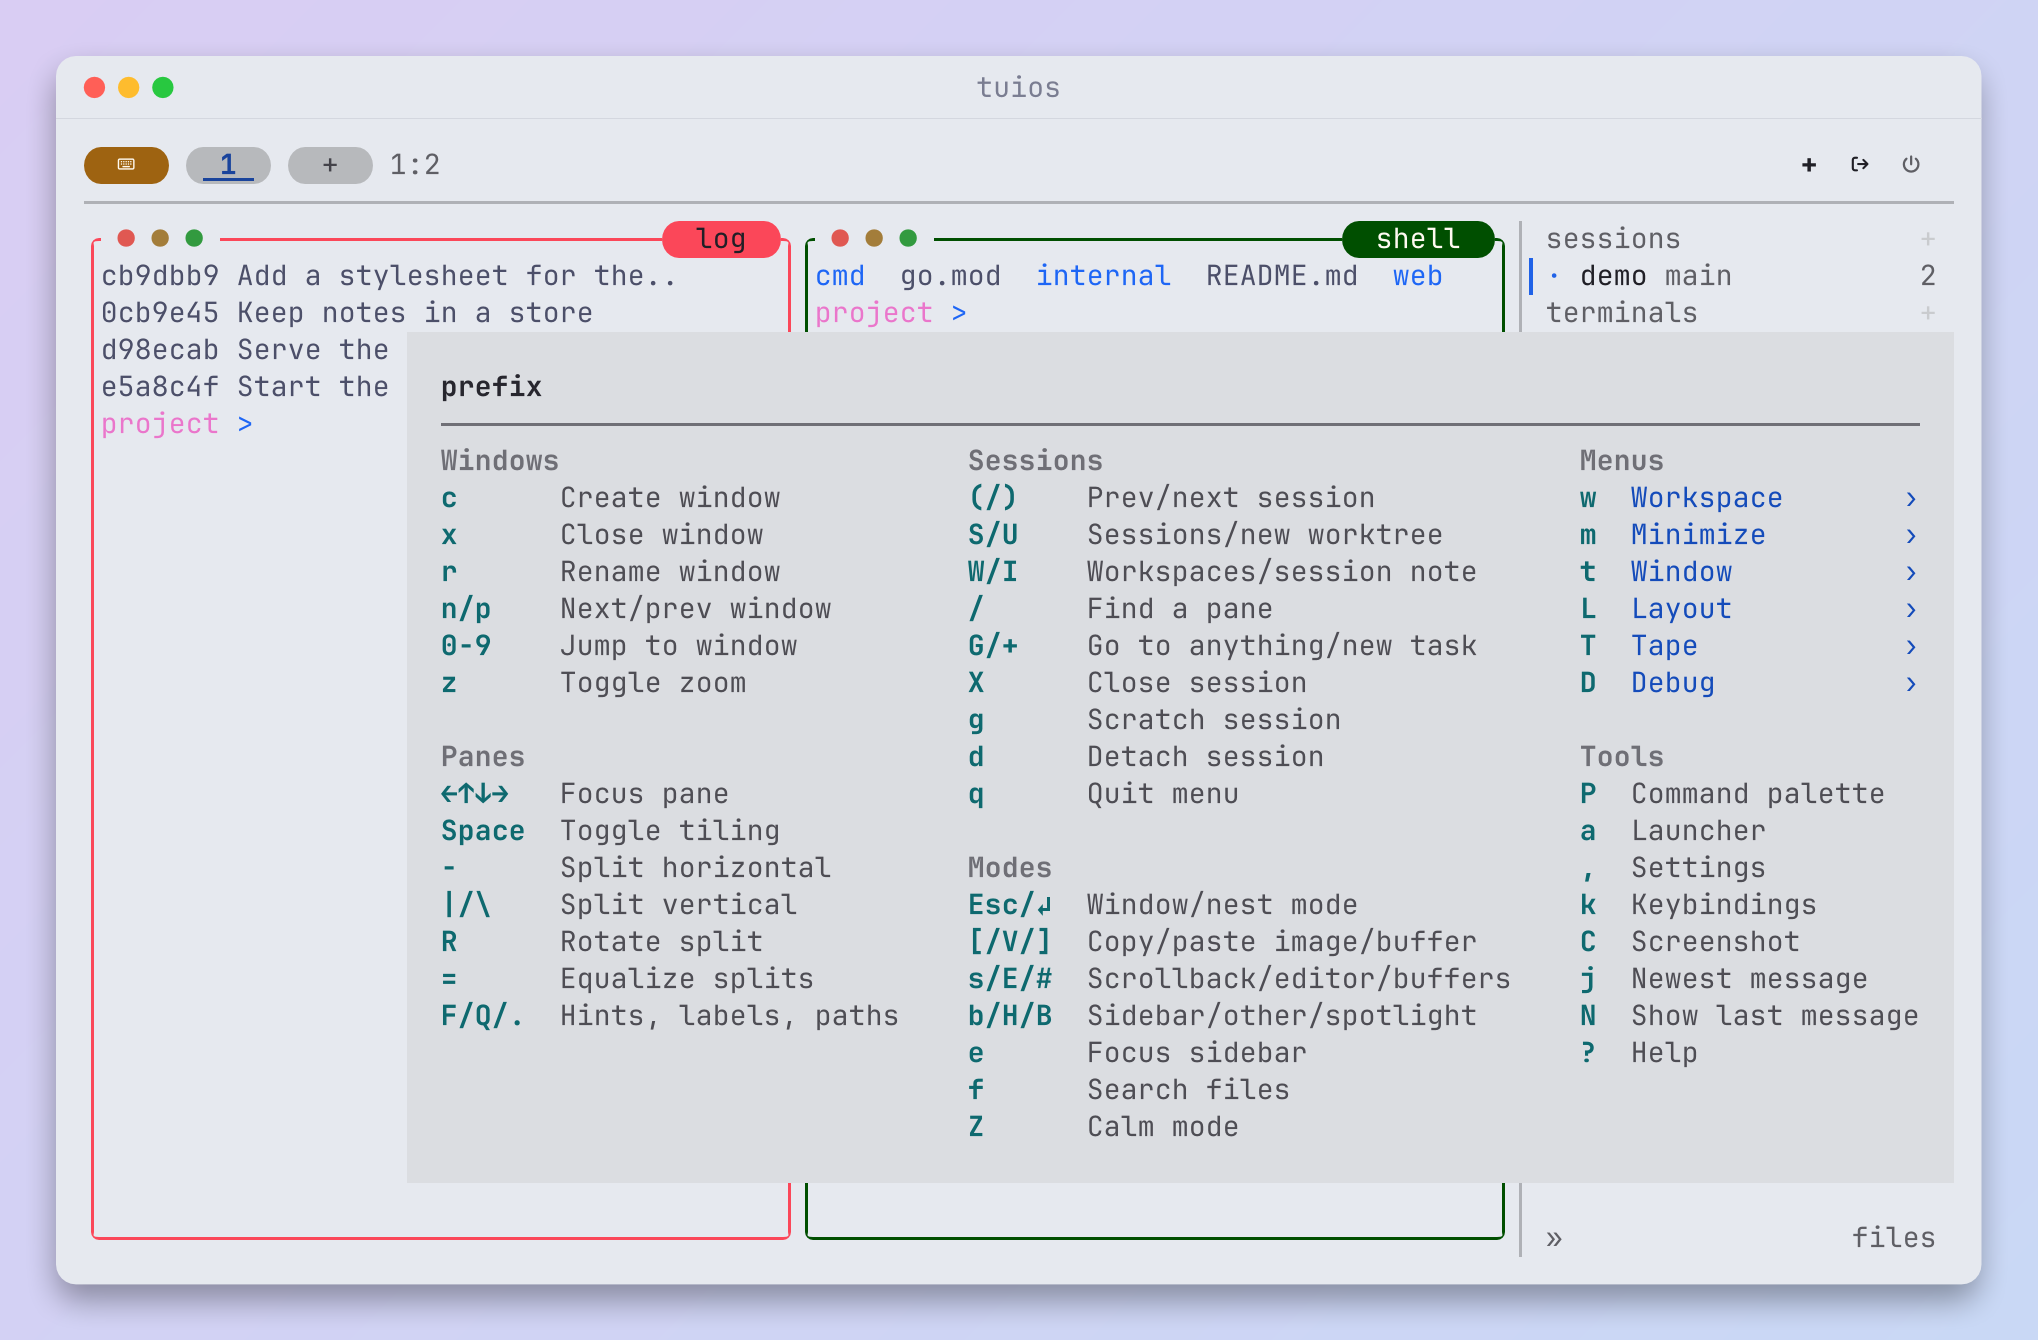 tuios
1 + 1:2 +
log
cb9dbb9 Add a stylesheet for the..
0cb9e45 Keep notes in a store
d98ecab Serve the
e5a8c4f Start the
project >
shell
cmd go.mod internal README.md web
project >
sessions +
· demo main 2
terminals +
prefix
Windows
c Create window
x Close window
r Rename window
n/p Next/prev window
0-9 Jump to window
z Toggle zoom
Panes
←↑↓→ Focus pane
Space Toggle tiling
- Split horizontal
|/\ Split vertical
R Rotate split
= Equalize splits
F/Q/. Hints, labels, paths
Sessions
(/) Prev/next session
S/U Sessions/new worktree
W/I Workspaces/session note
/ Find a pane
G/+ Go to anything/new task
X Close session
g Scratch session
d Detach session
q Quit menu
Modes
Esc/↲ Window/nest mode
[/V/] Copy/paste image/buffer
s/E/# Scrollback/editor/buffers
b/H/B Sidebar/other/spotlight
e Focus sidebar
f Search files
Z Calm mode
Menus
w Workspace ›
m Minimize ›
t Window ›
L Layout ›
T Tape ›
D Debug ›
Tools
P Command palette
a Launcher
, Settings
k Keybindings
C Screenshot
j Newest message
N Show last message
? Help
» files